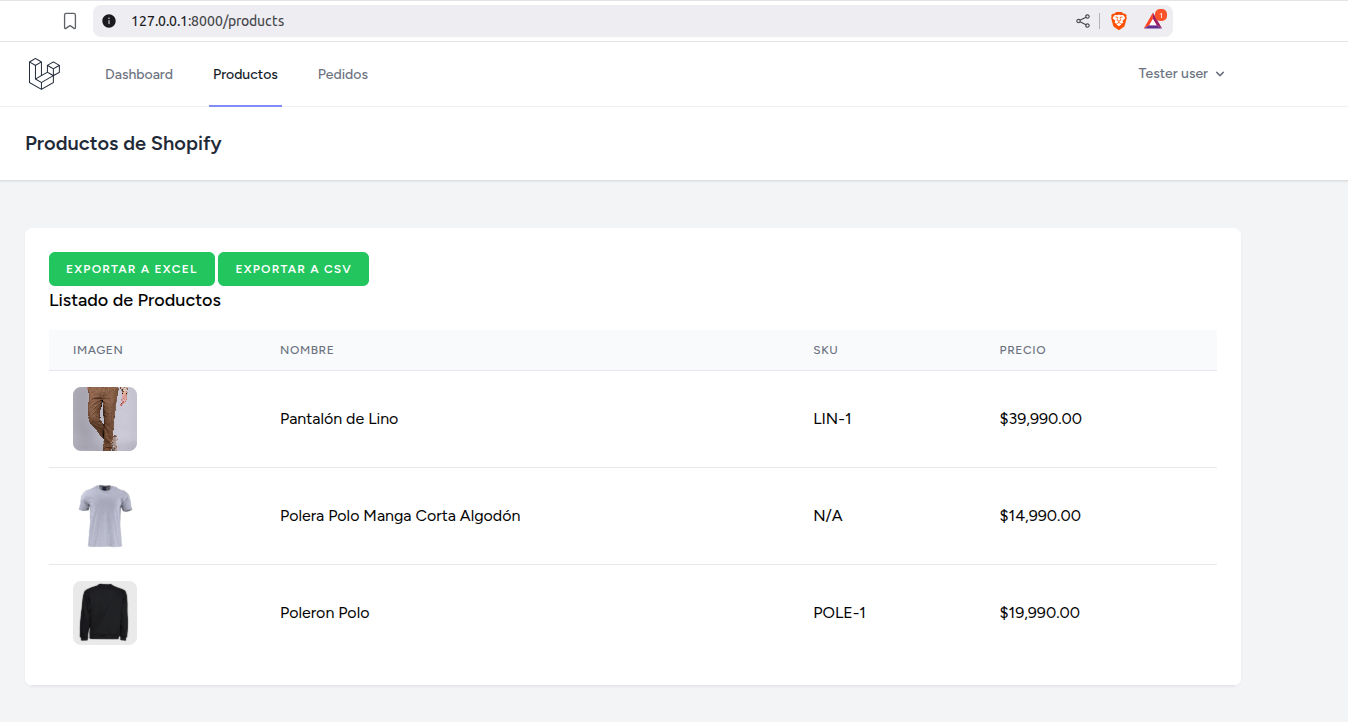 127.0.0.1:8000/products
1
Dashboard Productos Pedidos Tester user
Productos de Shopify
EXPORTAR A EXCEL EXPORTAR A CSV
Listado de Productos
IMAGEN NOMBRE SKU PRECIO
Pantalón de Lino LIN-1 $39,990.00
Polera Polo Manga Corta Algodón N/A $14,990.00
Poleron Polo POLE-1 $19,990.00